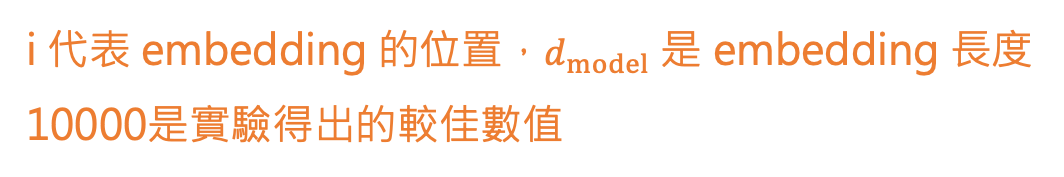 i 代表 embedding 的位置，d_model 是 embedding 長度
10000是實驗得出的較佳數值